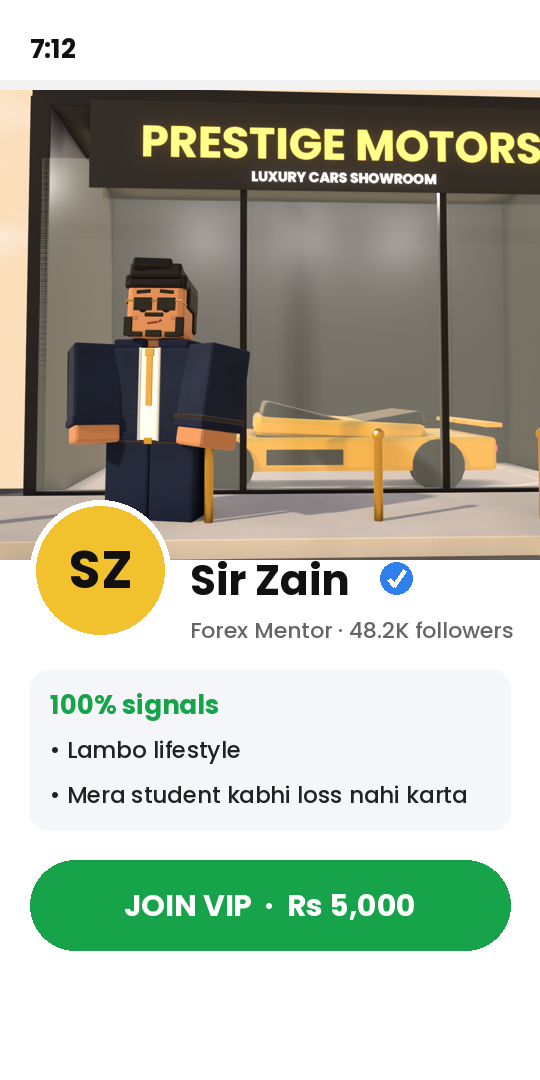 7:12
PRESTIGE MOTORS
LUXURY CARS SHOWROOM
SZ
Sir Zain
Forex Mentor · 48.2K followers
100% signals
• Lambo lifestyle
• Mera student kabhi loss nahi karta
JOIN VIP · Rs 5,000